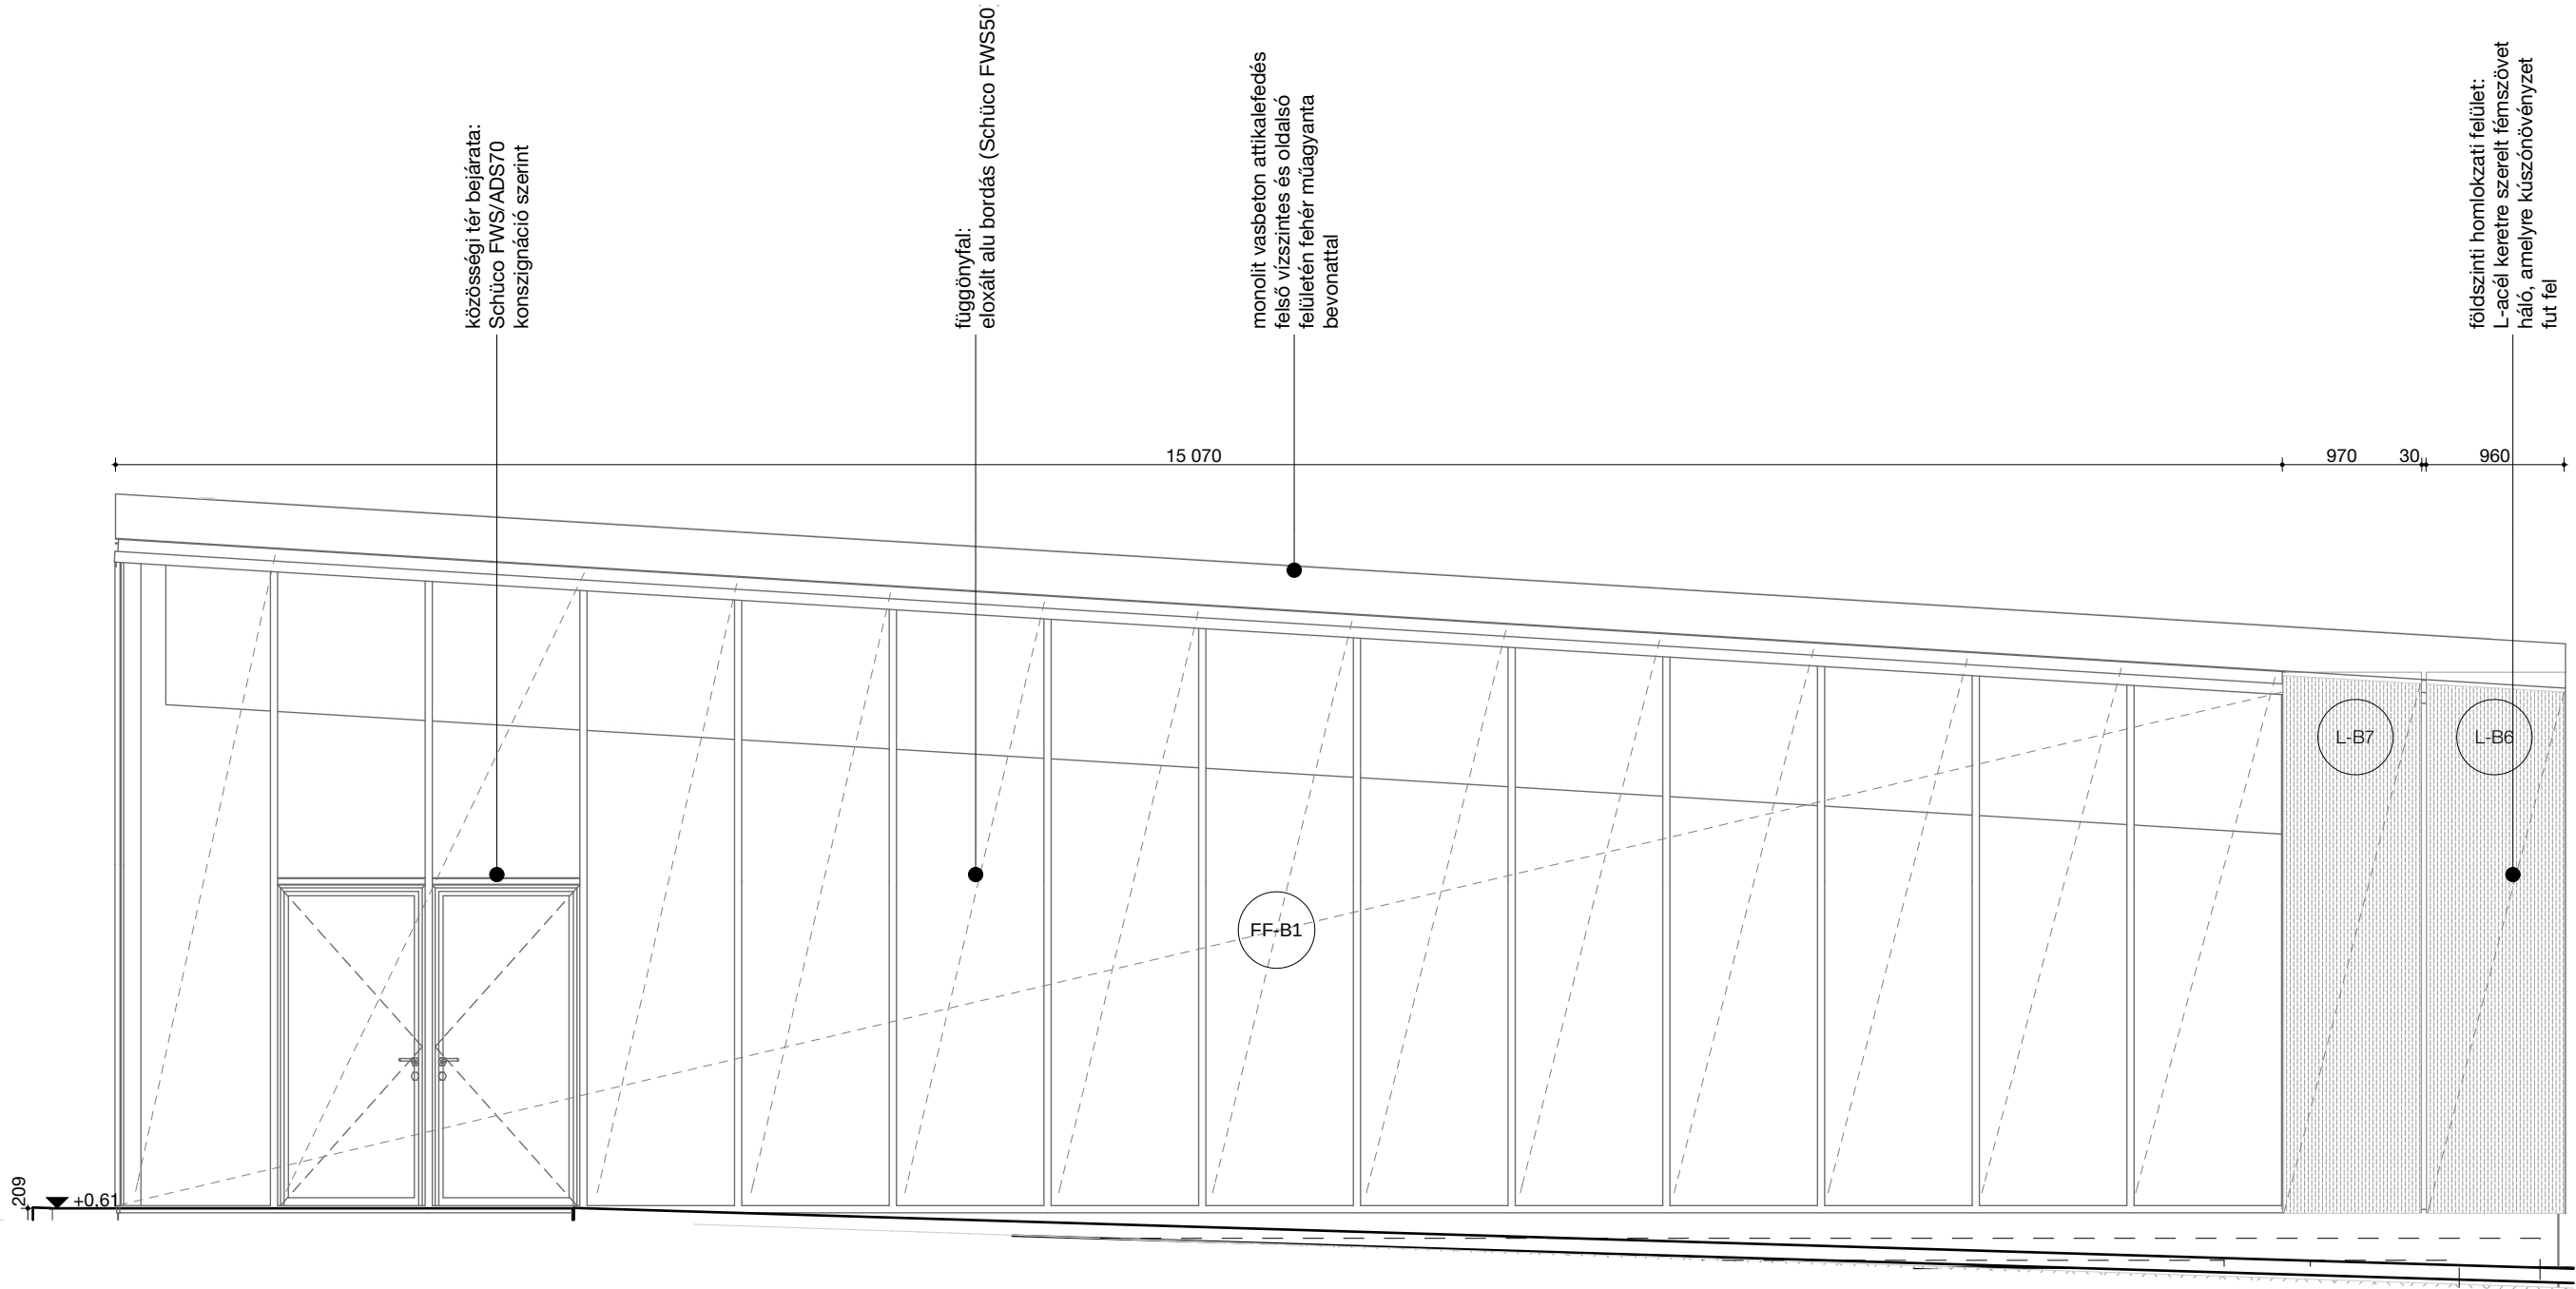 közösségi tér bejárata:
Schüco FWS/ADS70
konszignáció szerint
függönyfal:
eloxált alu bordás (Schüco FWS50)
monolit vasbeton attikalefedés
felső vízszintes és oldalsó
felületén fehér műgyanta
bevonattal
földszinti homlokzati felület:
L-acél keretre szerelt fémszövet
háló, amelyre kúszónövényzet
fut fel
15 070
970
30
960
L-B7
L-B6
FF-B1
209
+0,61